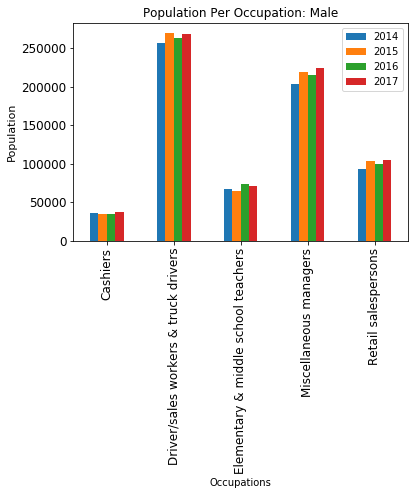 Population Per Occupation: Male
2014
2015
2016
2017
Population
250000
200000
150000
100000
50000
0
Cashiers
Driver/sales workers & truck drivers
Elementary & middle school teachers
Miscellaneous managers
Retail salespersons
Occupations